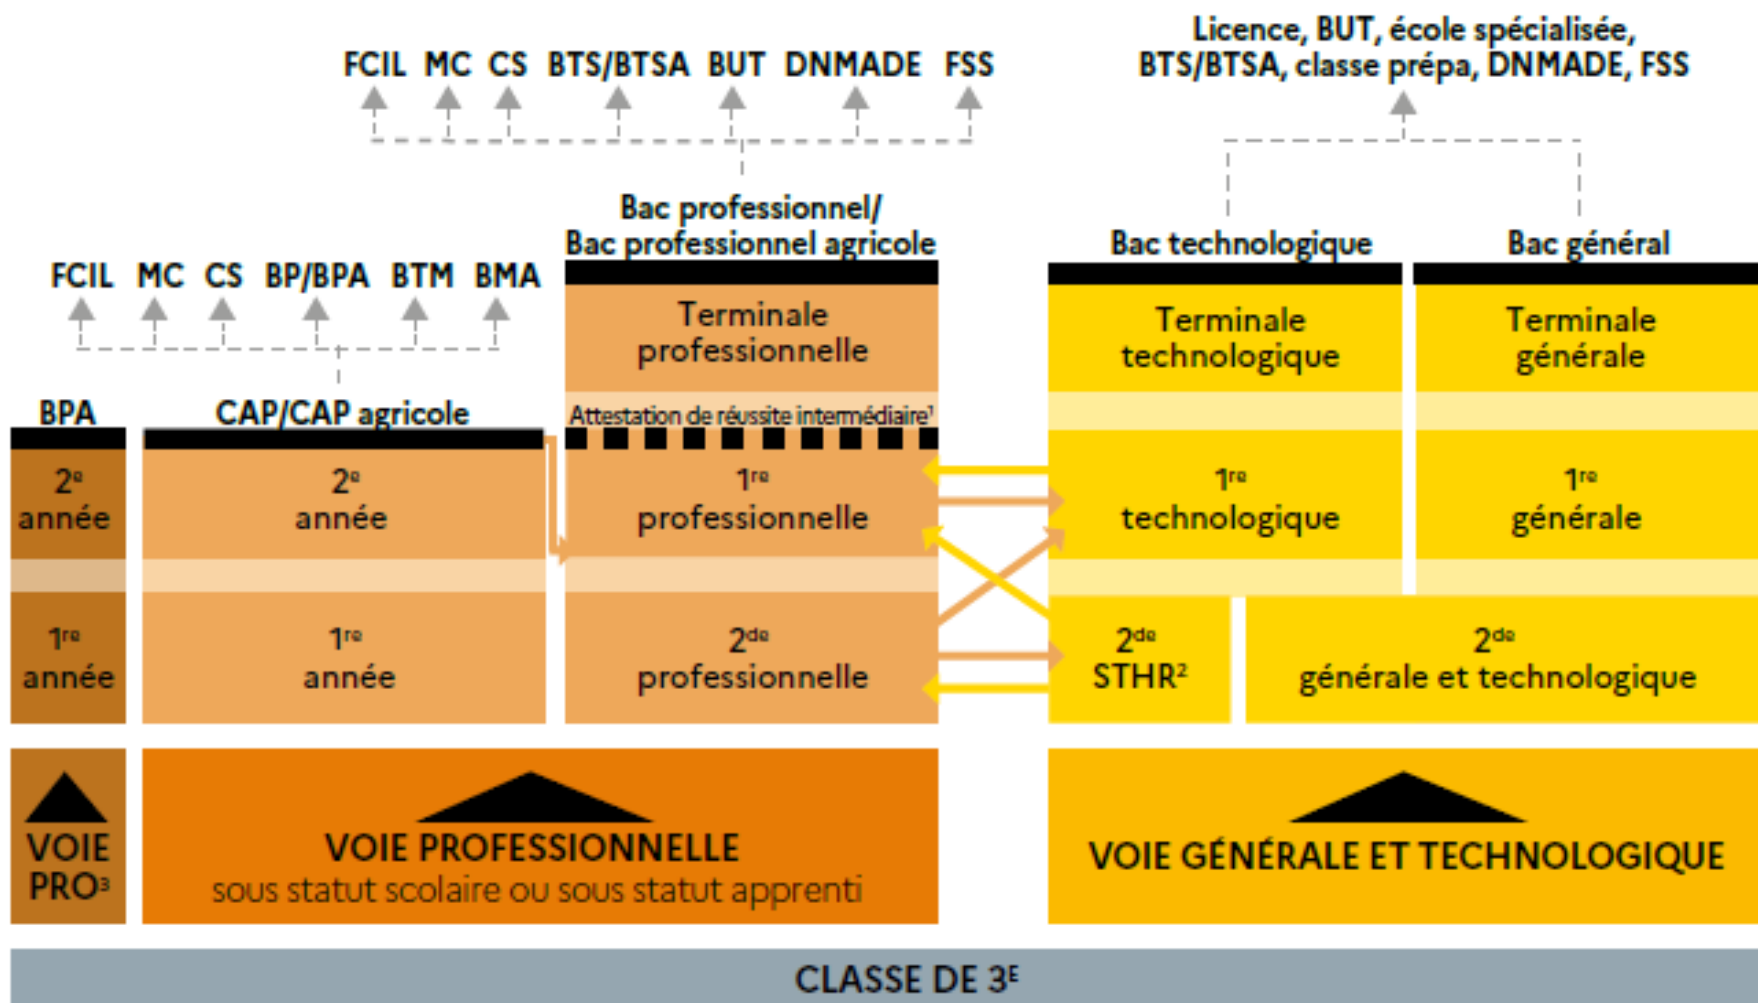 Licence, BUT, école spécialisée,
BTS/BTSA, classe prépa, DNMADE, FSS
FCIL MC CS BTS/BTSA BUT DNMADE FSS
Bac professionnel/
Bac professionnel agricole
Bac technologique
Bac général
FCIL MC CS BP/BPA BTM BMA
Terminale
professionnelle
Terminale
technologique
Terminale
générale
BPA
CAP/CAP agricole
Attestation de réussite intermédiaire¹
2e
année
2e
année
1re
professionnelle
1re
technologique
1re
générale
1re
année
1re
année
2de
professionnelle
2de
STHR²
2de
générale et technologique
VOIE
PRO³
VOIE PROFESSIONNELLE
sous statut scolaire ou sous statut apprenti
VOIE GÉNÉRALE ET TECHNOLOGIQUE
CLASSE DE 3E